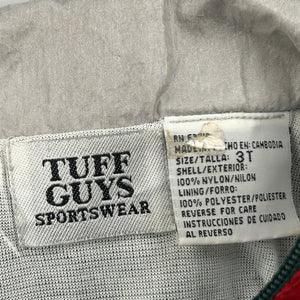 TUFF
GUYS
SPORTSWEAR
RN
MADE HECHO EN: CAMBODIA
SIZE/TALLA: 3T
SHELL/EXTERIOR:
100% NYLON/NILON
LINING/FORRO:
100% POLYESTER/POLIESTER
REVERSE FOR CARE
INSTRUCCIONES DE CUIDADO
AL REVERSO